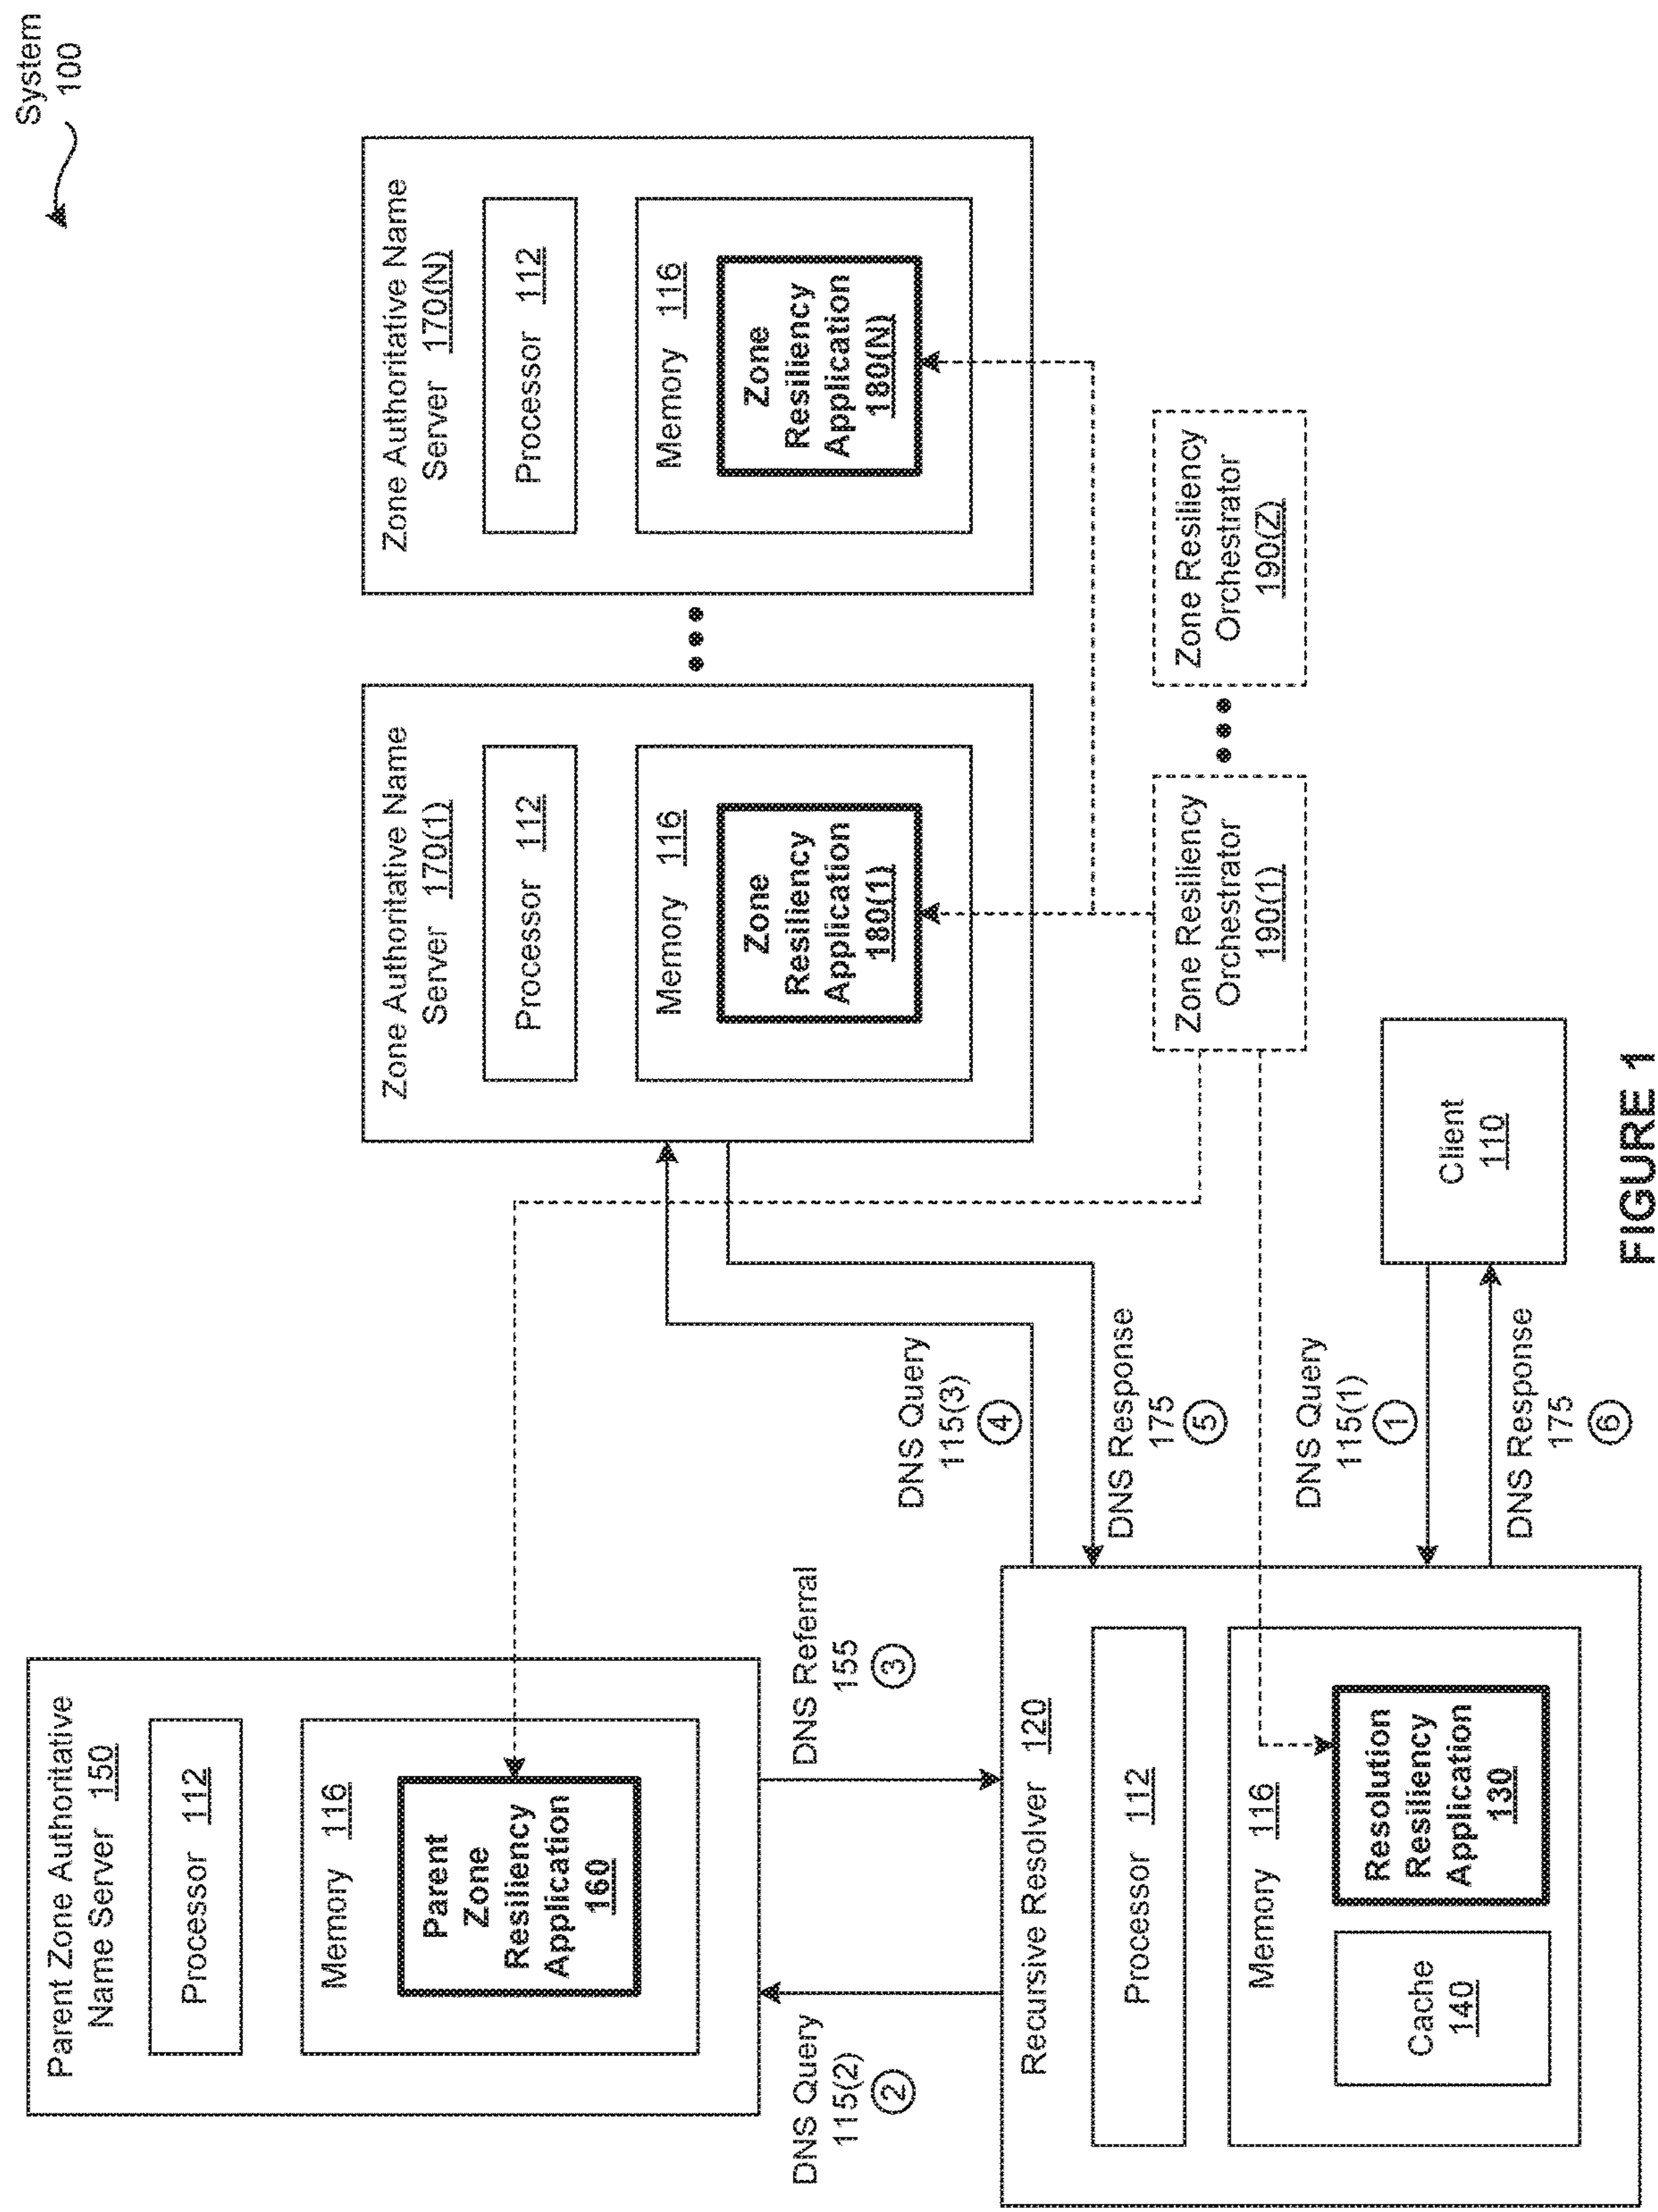 System
100
Parent Zone Authoritative
Name Server 150
Processor 112
Memory 116
Parent
Zone
Resiliency
Application
160
Zone Authoritative Name
Server 170(1)
Processor 112
Memory 116
Zone
Resiliency
Application
180(1)
Zone Authoritative Name
Server 170(N)
Processor 112
Memory 116
Zone
Resiliency
Application
180(N)
DNS Query
115(2)
2
DNS Referral
155
3
DNS Query
115(3)
4
DNS Response
175
5
Zone Resiliency
Orchestrator
190(1)
Zone Resiliency
Orchestrator
190(Z)
Recursive Resolver 120
Processor 112
Memory 116
Cache
140
Resolution
Resiliency
Application
130
DNS Query
115(1)
1
DNS Response
175
6
Client
110
FIGURE 1